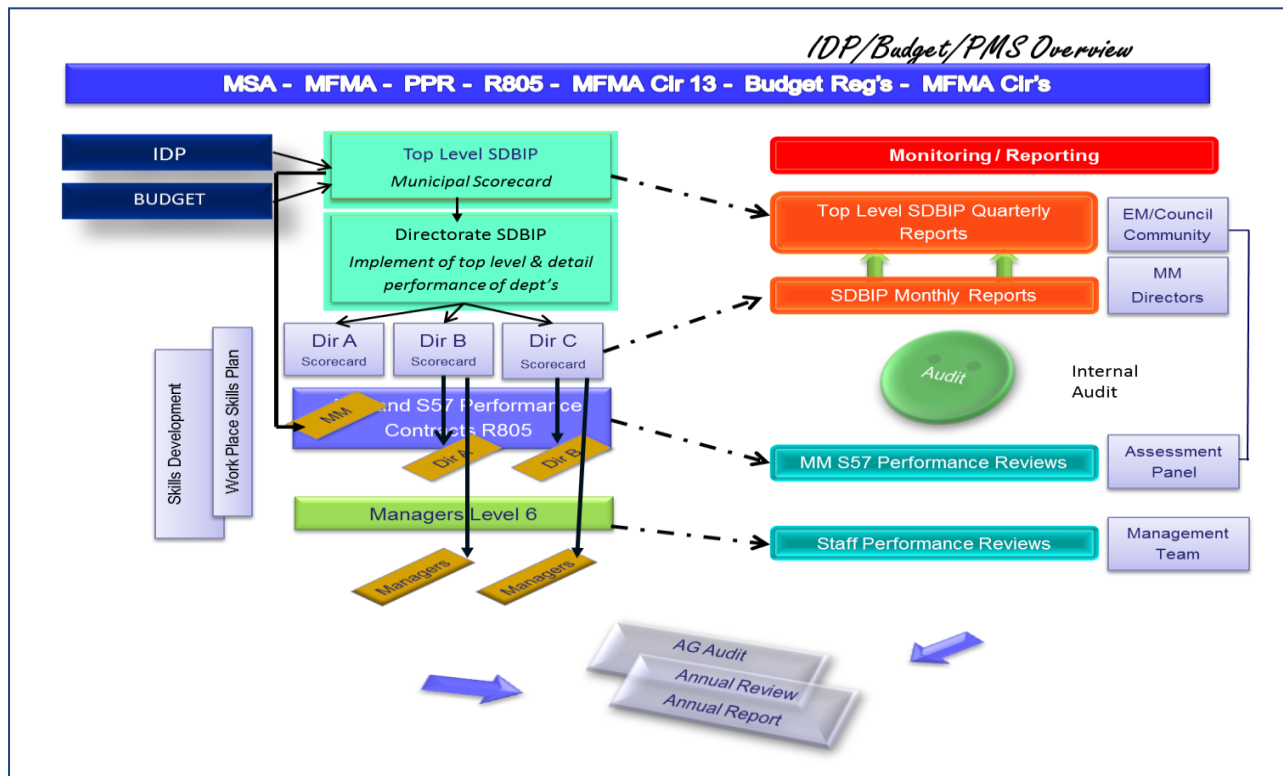 IDP/Budget/PMS Overview
MSA - MFMA - PPR - R805 - MFMA Cir 13 - Budget Reg's - MFMA Cir's
IDP
BUDGET
Top Level SDBIP
Municipal Scorecard
Directorate SDBIP
Implement of top level & detail
performance of dept's
Dir A
Scorecard
Dir B
Scorecard
Dir C
Scorecard
and S57 Performance
Contracts R805
MM
Dir A
Dir B
Managers Level 6
Managers
Managers
Skills Development
Work Place Skills Plan
Monitoring / Reporting
Top Level SDBIP Quarterly
Reports
EM/Council
Community
SDBIP Monthly Reports
MM
Directors
Audit
Internal
Audit
MM S57 Performance Reviews
Assessment
Panel
Staff Performance Reviews
Management
Team
AG Audit
Annual Review
Annual Report